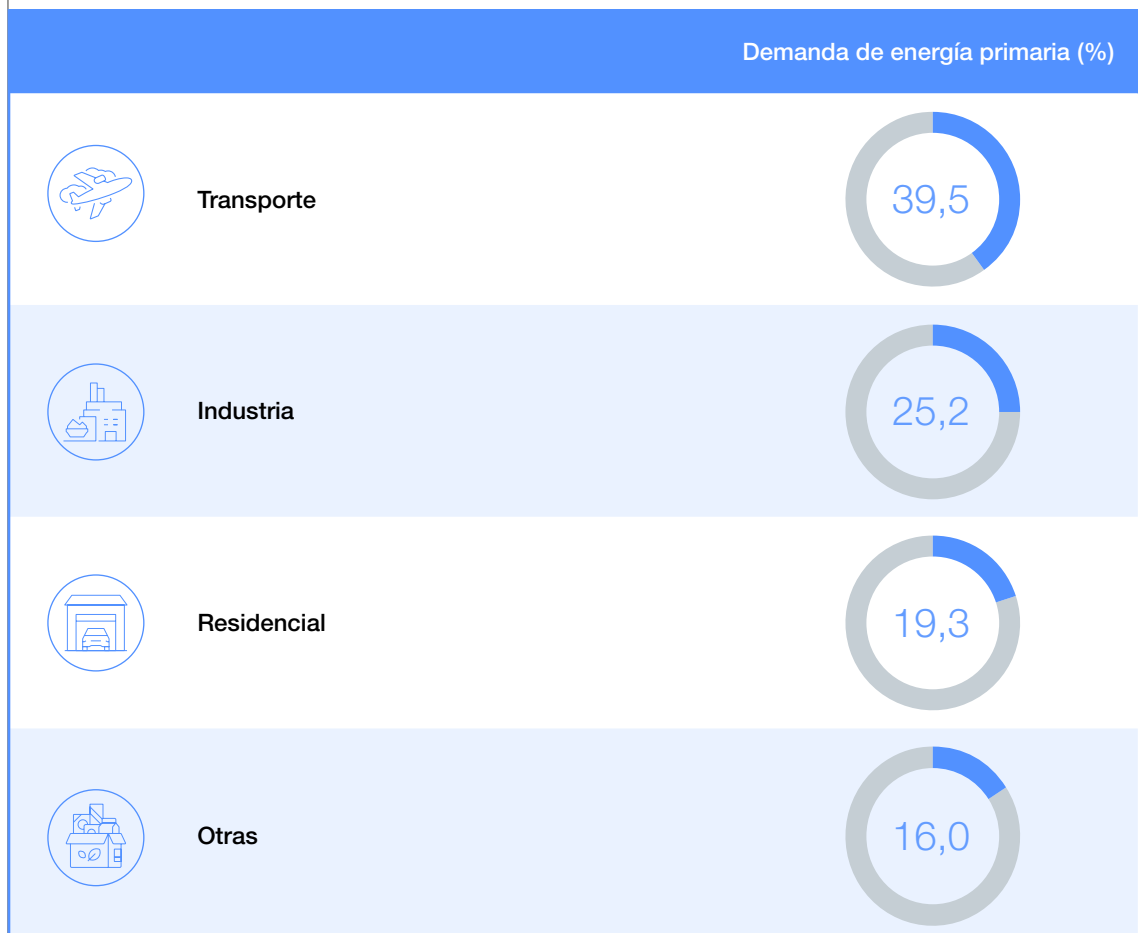 Demanda de energía primaria (%)
Transporte
39,5
Industria
25,2
Residencial
19,3
Otras
16,0